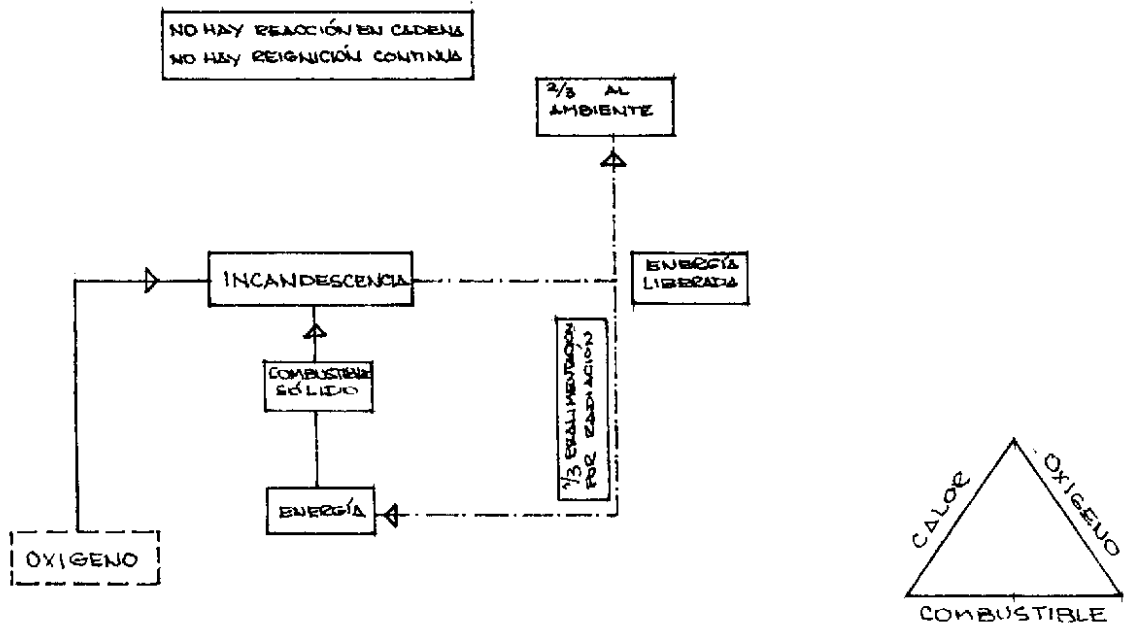 NO HAY REACCIÓN EN CADENA
NO HAY REIGNICIÓN CONTINUA
2/3 AL
AMBIENTE
INCANDESCENCIA
ENERGÍA
LIBERADA
COMBUSTIBLE
SÓLIDO
1/3
POR RADIACIÓN
ENERGÍA
OXIGENO
CALOR
OXIGENO
COMBUSTIBLE